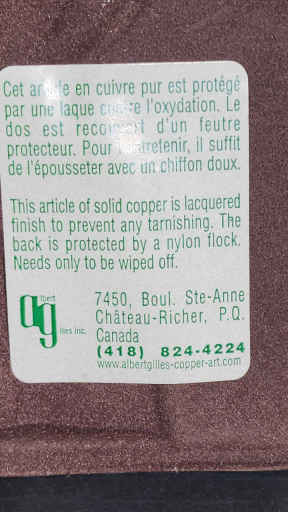 Cet article en cuivre pur est protégé
par une laque contre l'oxydation. Le
dos est recouvert d'un feutre
protecteur. Pour l'entretenir, il suffit
de l'épousseter avec un chiffon doux.
This article of solid copper is lacquered
finish to prevent any tarnishing. The
back is protected by a nylon flock.
Needs only to be wiped off.
albert
gilles inc.
7450, Boul. Ste-Anne
Château-Richer, P.Q.
Canada
(418) 824-4224
www.albertgilles-copper-art.com